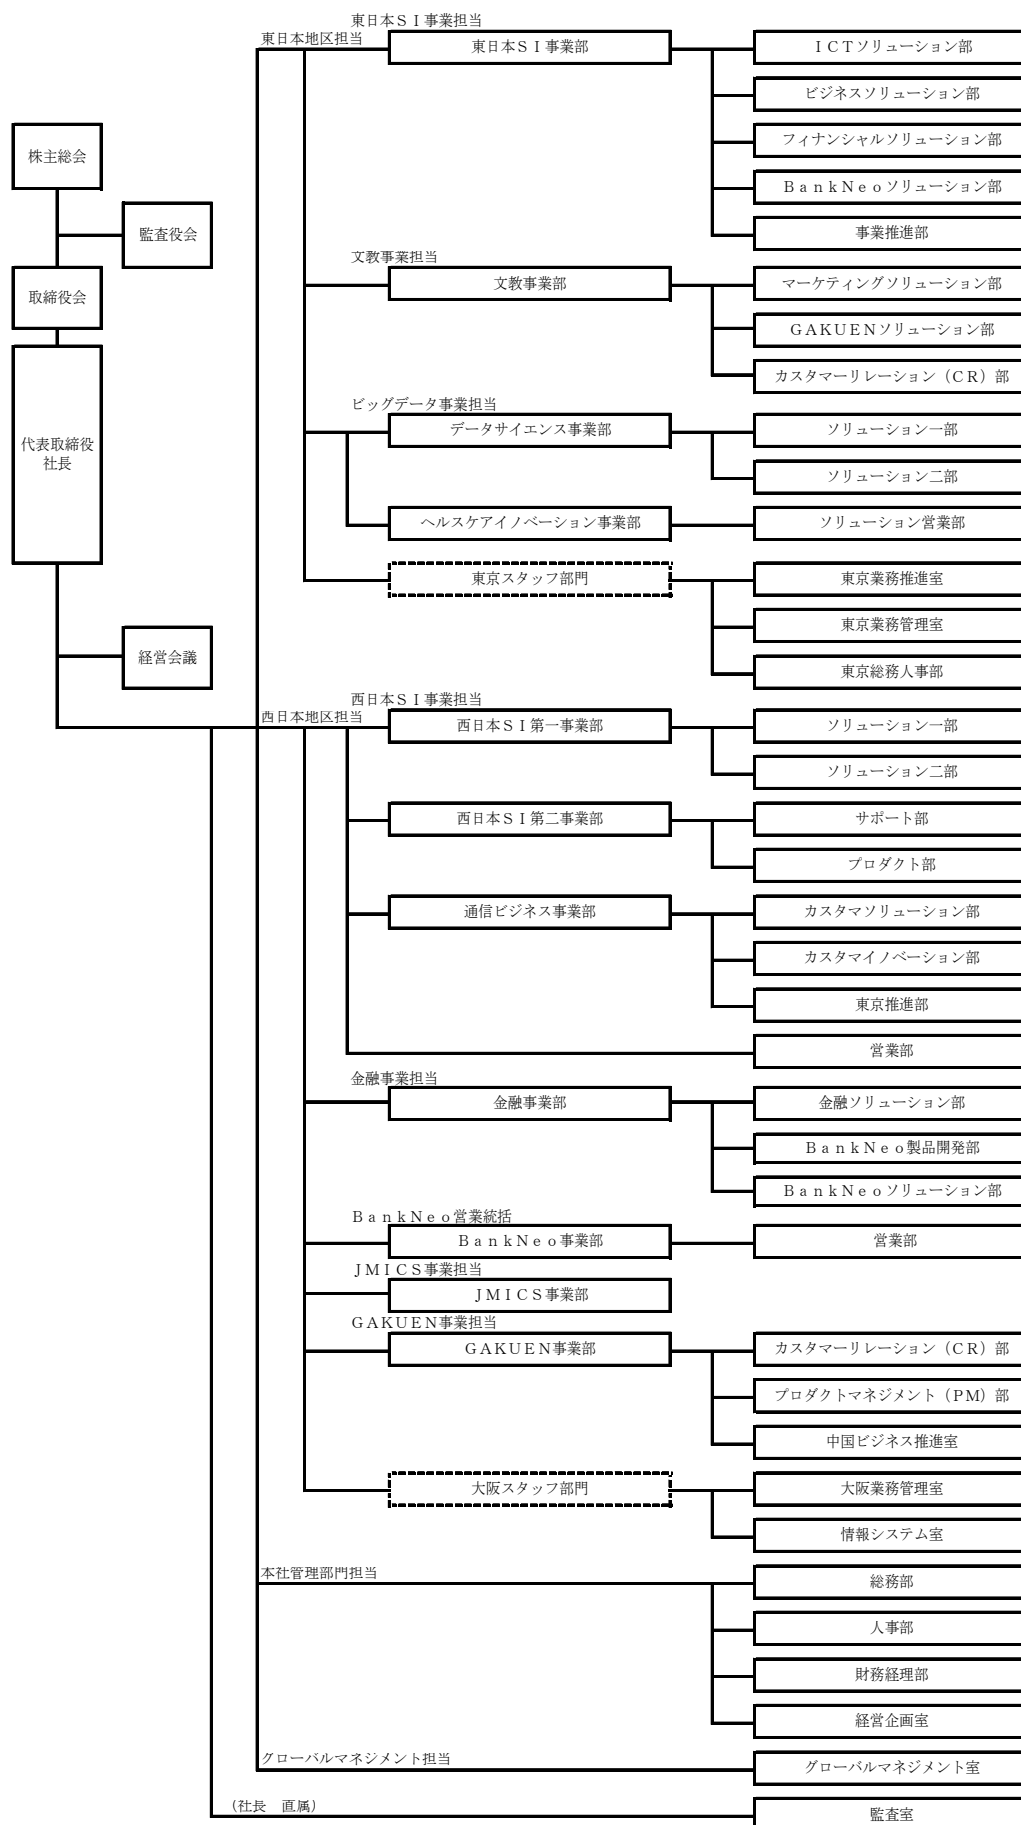 株主総会
監査役会
取締役会
代表取締役
社長
経営会議
東日本地区担当
東日本ＳＩ事業担当
東日本ＳＩ事業部
ＩＣＴソリューション部
ビジネスソリューション部
フィナンシャルソリューション部
ＢａｎｋＮｅｏソリューション部
事業推進部
文教事業担当
文教事業部
マーケティングソリューション部
ＧＡＫＵＥＮソリューション部
カスタマーリレーション（ＣＲ）部
ビッグデータ事業担当
データサイエンス事業部
ソリューション一部
ソリューション二部
ヘルスケアイノベーション事業部
ソリューション営業部
東京スタッフ部門
東京業務推進室
東京業務管理室
東京総務人事部
西日本地区担当
西日本ＳＩ事業担当
西日本ＳＩ第一事業部
ソリューション一部
ソリューション二部
西日本ＳＩ第二事業部
サポート部
プロダクト部
通信ビジネス事業部
カスタマソリューション部
カスタマイノベーション部
東京推進部
営業部
金融事業担当
金融事業部
金融ソリューション部
ＢａｎｋＮｅｏ製品開発部
ＢａｎｋＮｅｏソリューション部
ＢａｎｋＮｅｏ営業統括
ＢａｎｋＮｅｏ事業部
営業部
ＪＭＩＣＳ事業担当
ＪＭＩＣＳ事業部
ＧＡＫＵＥＮ事業担当
ＧＡＫＵＥＮ事業部
カスタマーリレーション（ＣＲ）部
プロダクトマネジメント（ＰＭ）部
中国ビジネス推進室
大阪スタッフ部門
大阪業務管理室
情報システム室
本社管理部門担当
総務部
人事部
財務経理部
経営企画室
グローバルマネジメント担当
グローバルマネジメント室
（社長　直属）
監査室